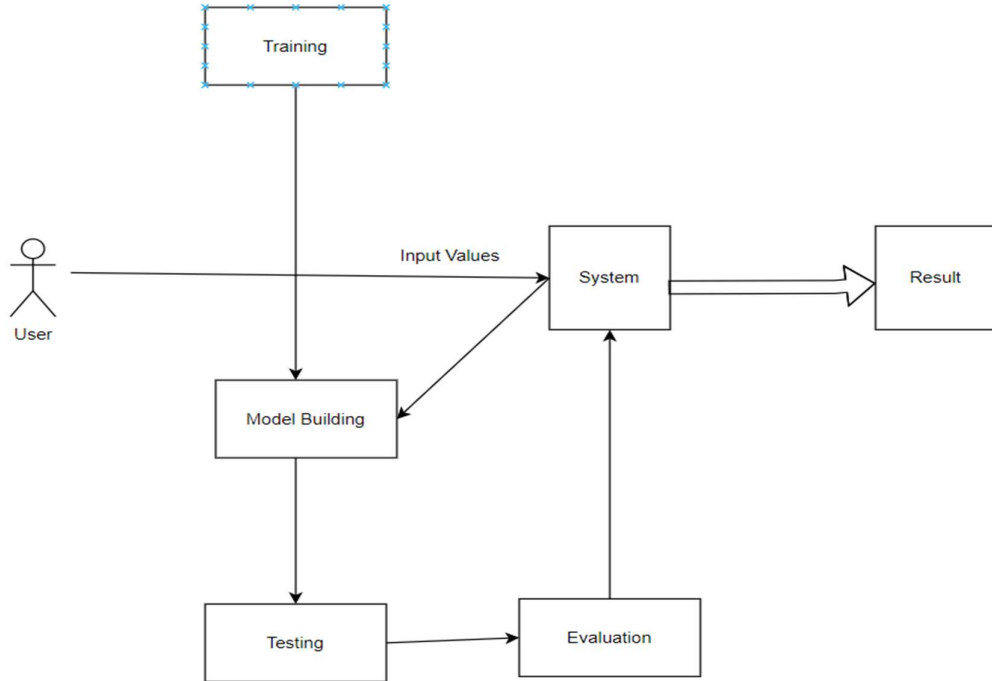 Training
Input Values
System
Result
User
Model Building
Testing
Evaluation